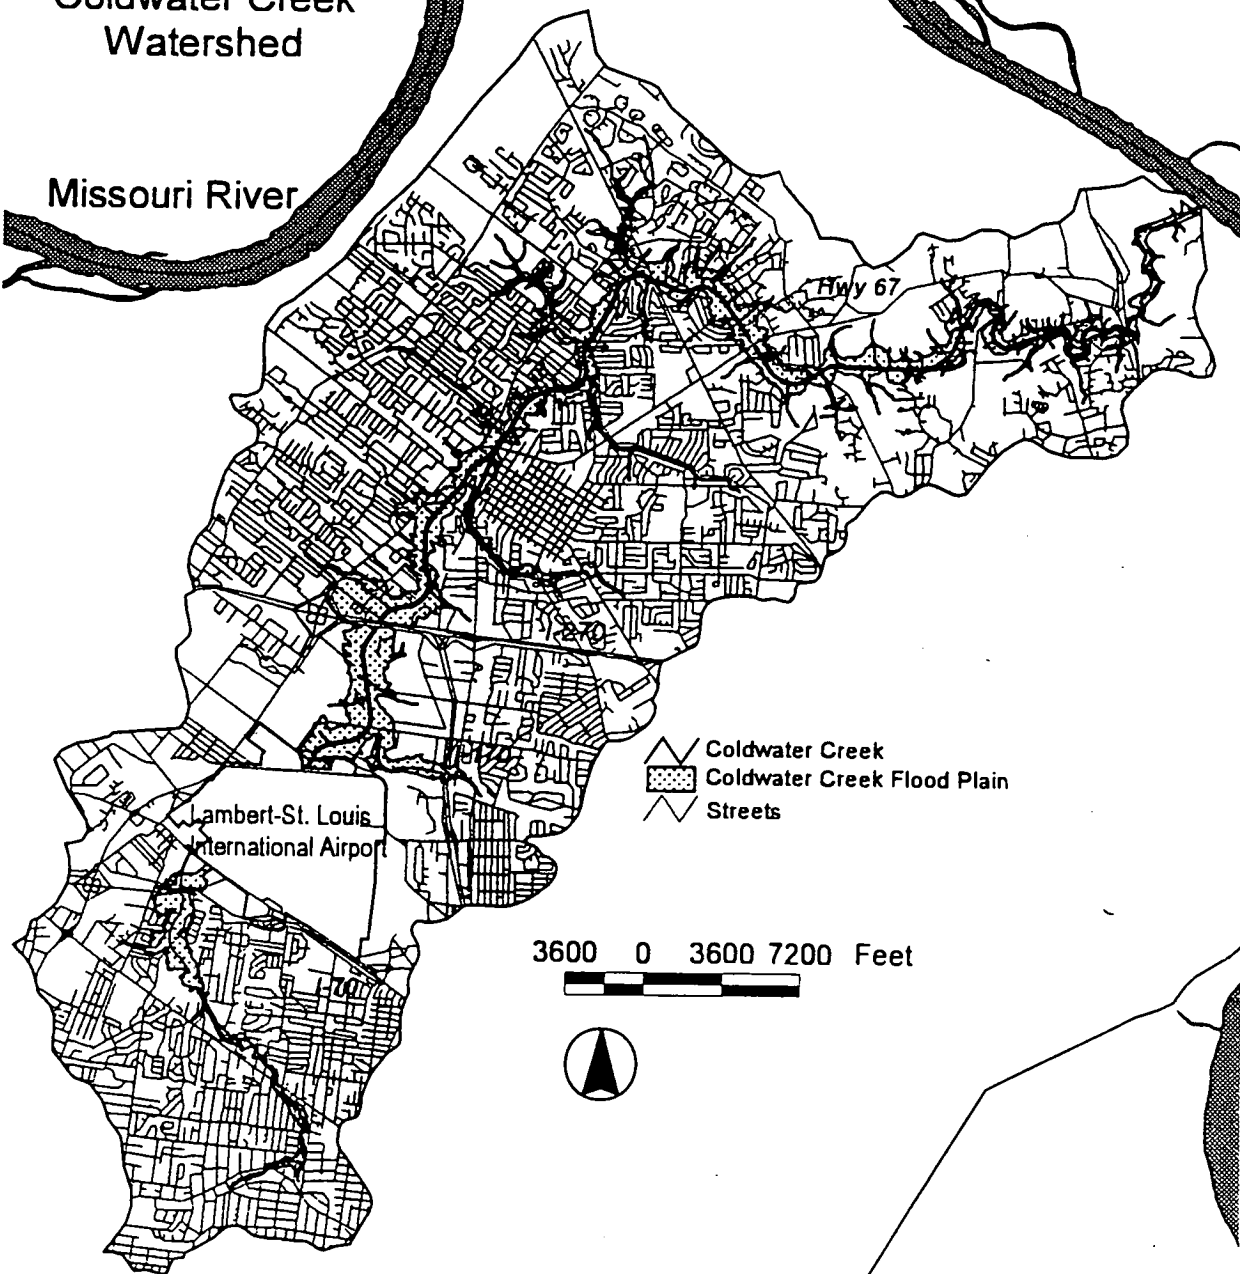 Coldwater Creek
Watershed
Missouri River
Hwy 67
I-270
I-170
Coldwater Creek
Coldwater Creek Flood Plain
Streets
Lambert-St. Louis
International Airport
3600 0 3600 7200 Feet
I-70